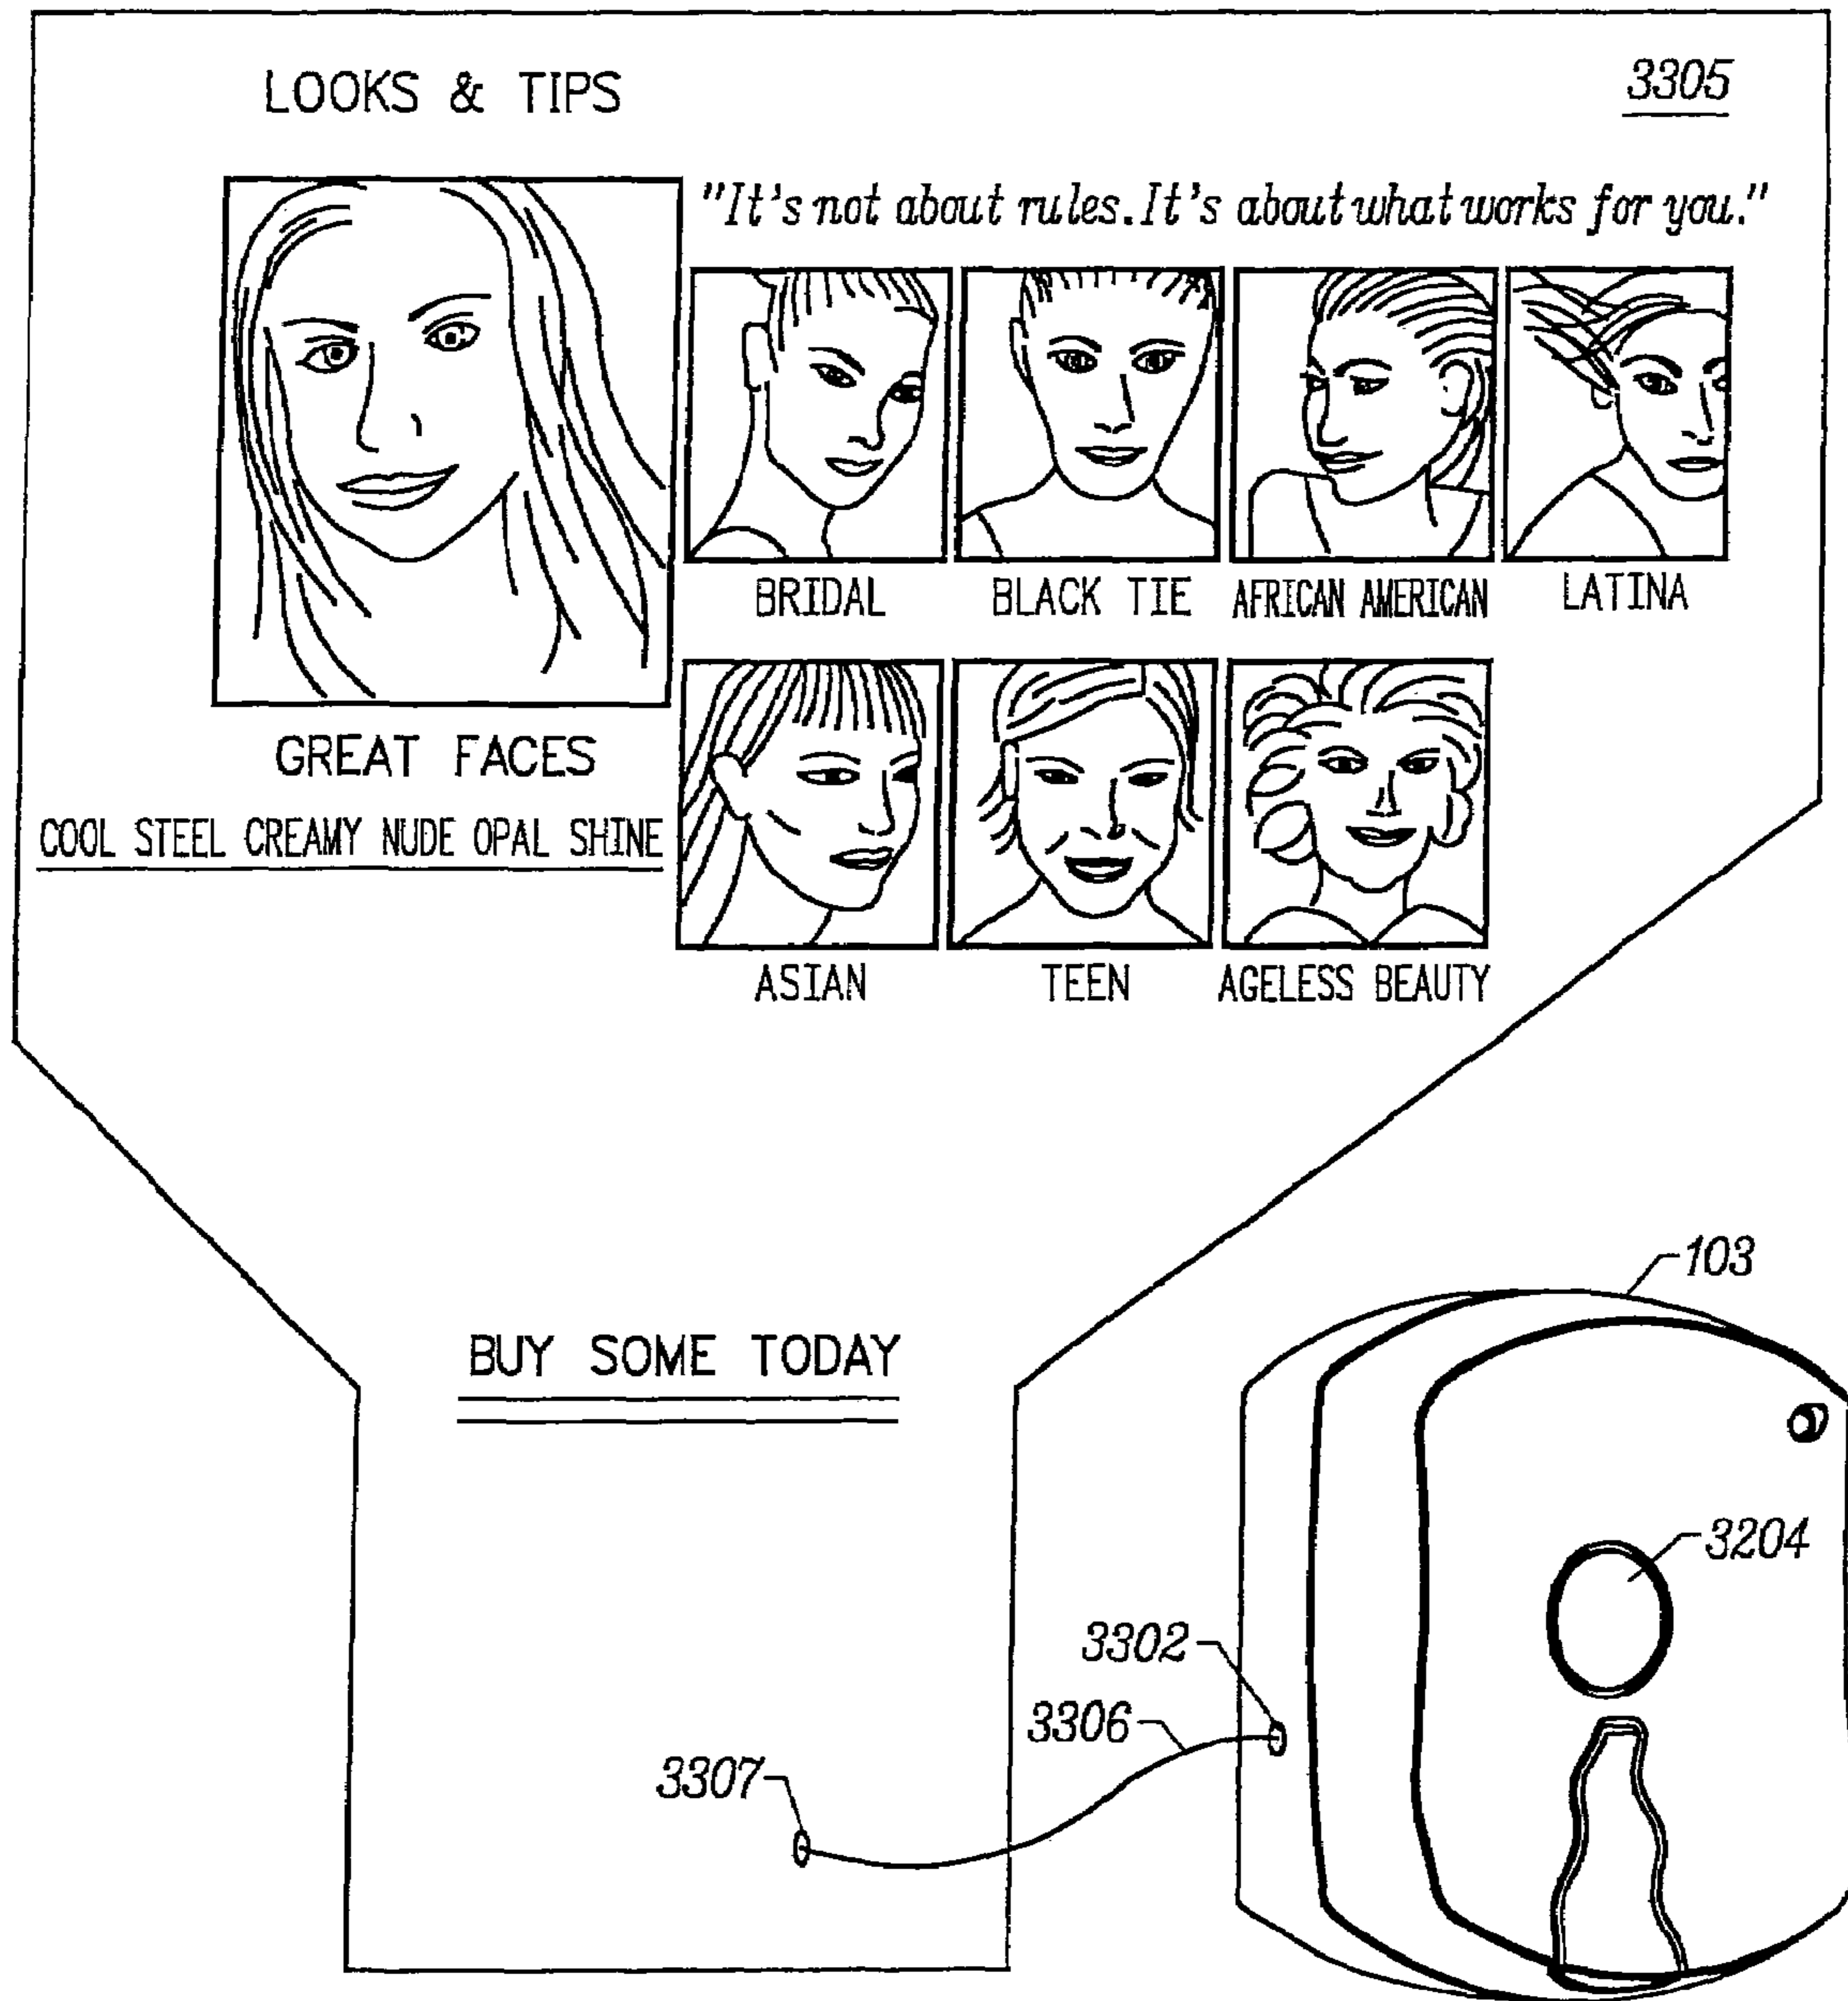 LOOKS & TIPS
3305
"It's not about rules. It's about what works for you."
BRIDAL
BLACK TIE
AFRICAN AMERICAN
LATINA
GREAT FACES
COOL STEEL CREAMY NUDE OPAL SHINE
ASIAN
TEEN
AGELESS BEAUTY
103
BUY SOME TODAY
3204
3302
3306
3307